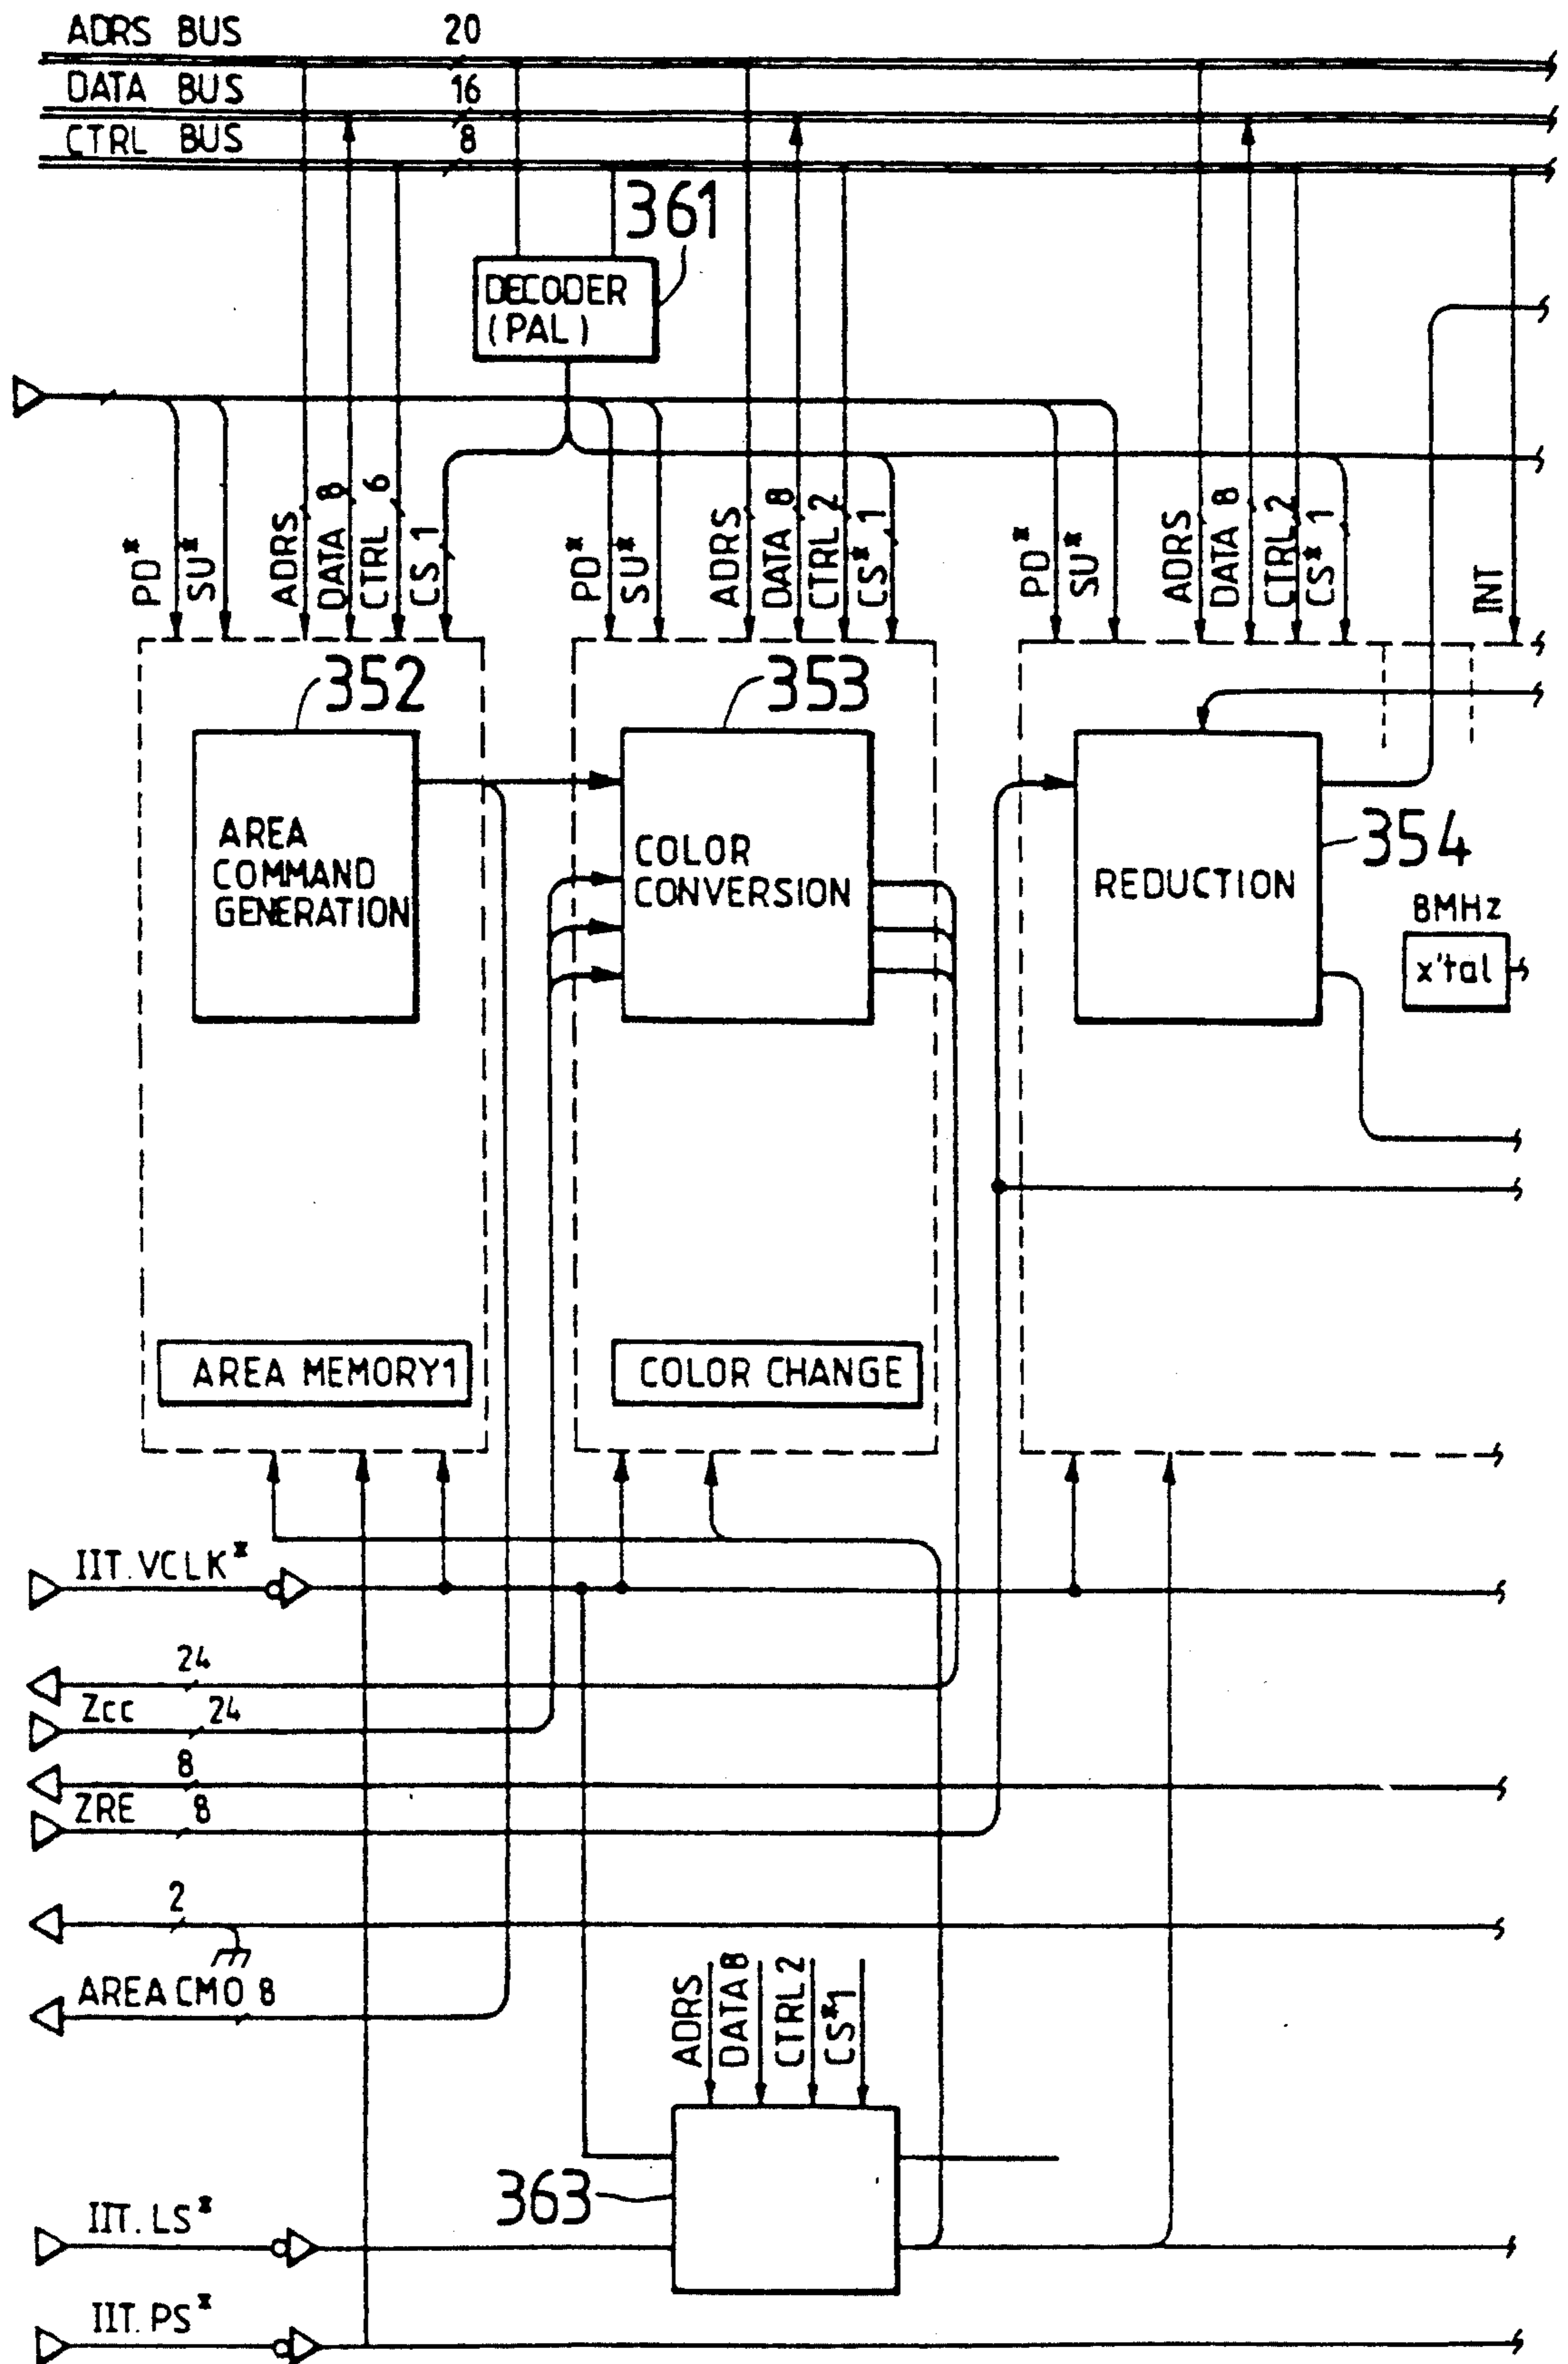 ADRS BUS 20
DATA BUS 16
CTRL BUS 8
361
DECODER
(PAL)
PD*
SU*
ADRS
DATA 8
CTRL 6
CS 1
PD*
SU*
ADRS
DATA 8
CTRL 2
CS* 1
PD*
SU*
ADRS
DATA 8
CTRL 2
CS* 1
INT
352
353
354
AREA
COMMAND
GENERATION
COLOR
CONVERSION
REDUCTION
8MHz
x'tal
AREA MEMORY1
COLOR CHANGE
IIT.VCLK*
24
Zcc 24
8
ZRE 8
2
AREA CMO 8
ADRS
DATA 8
CTRL 2
CS*1
363
IIT.LS*
IIT.PS*